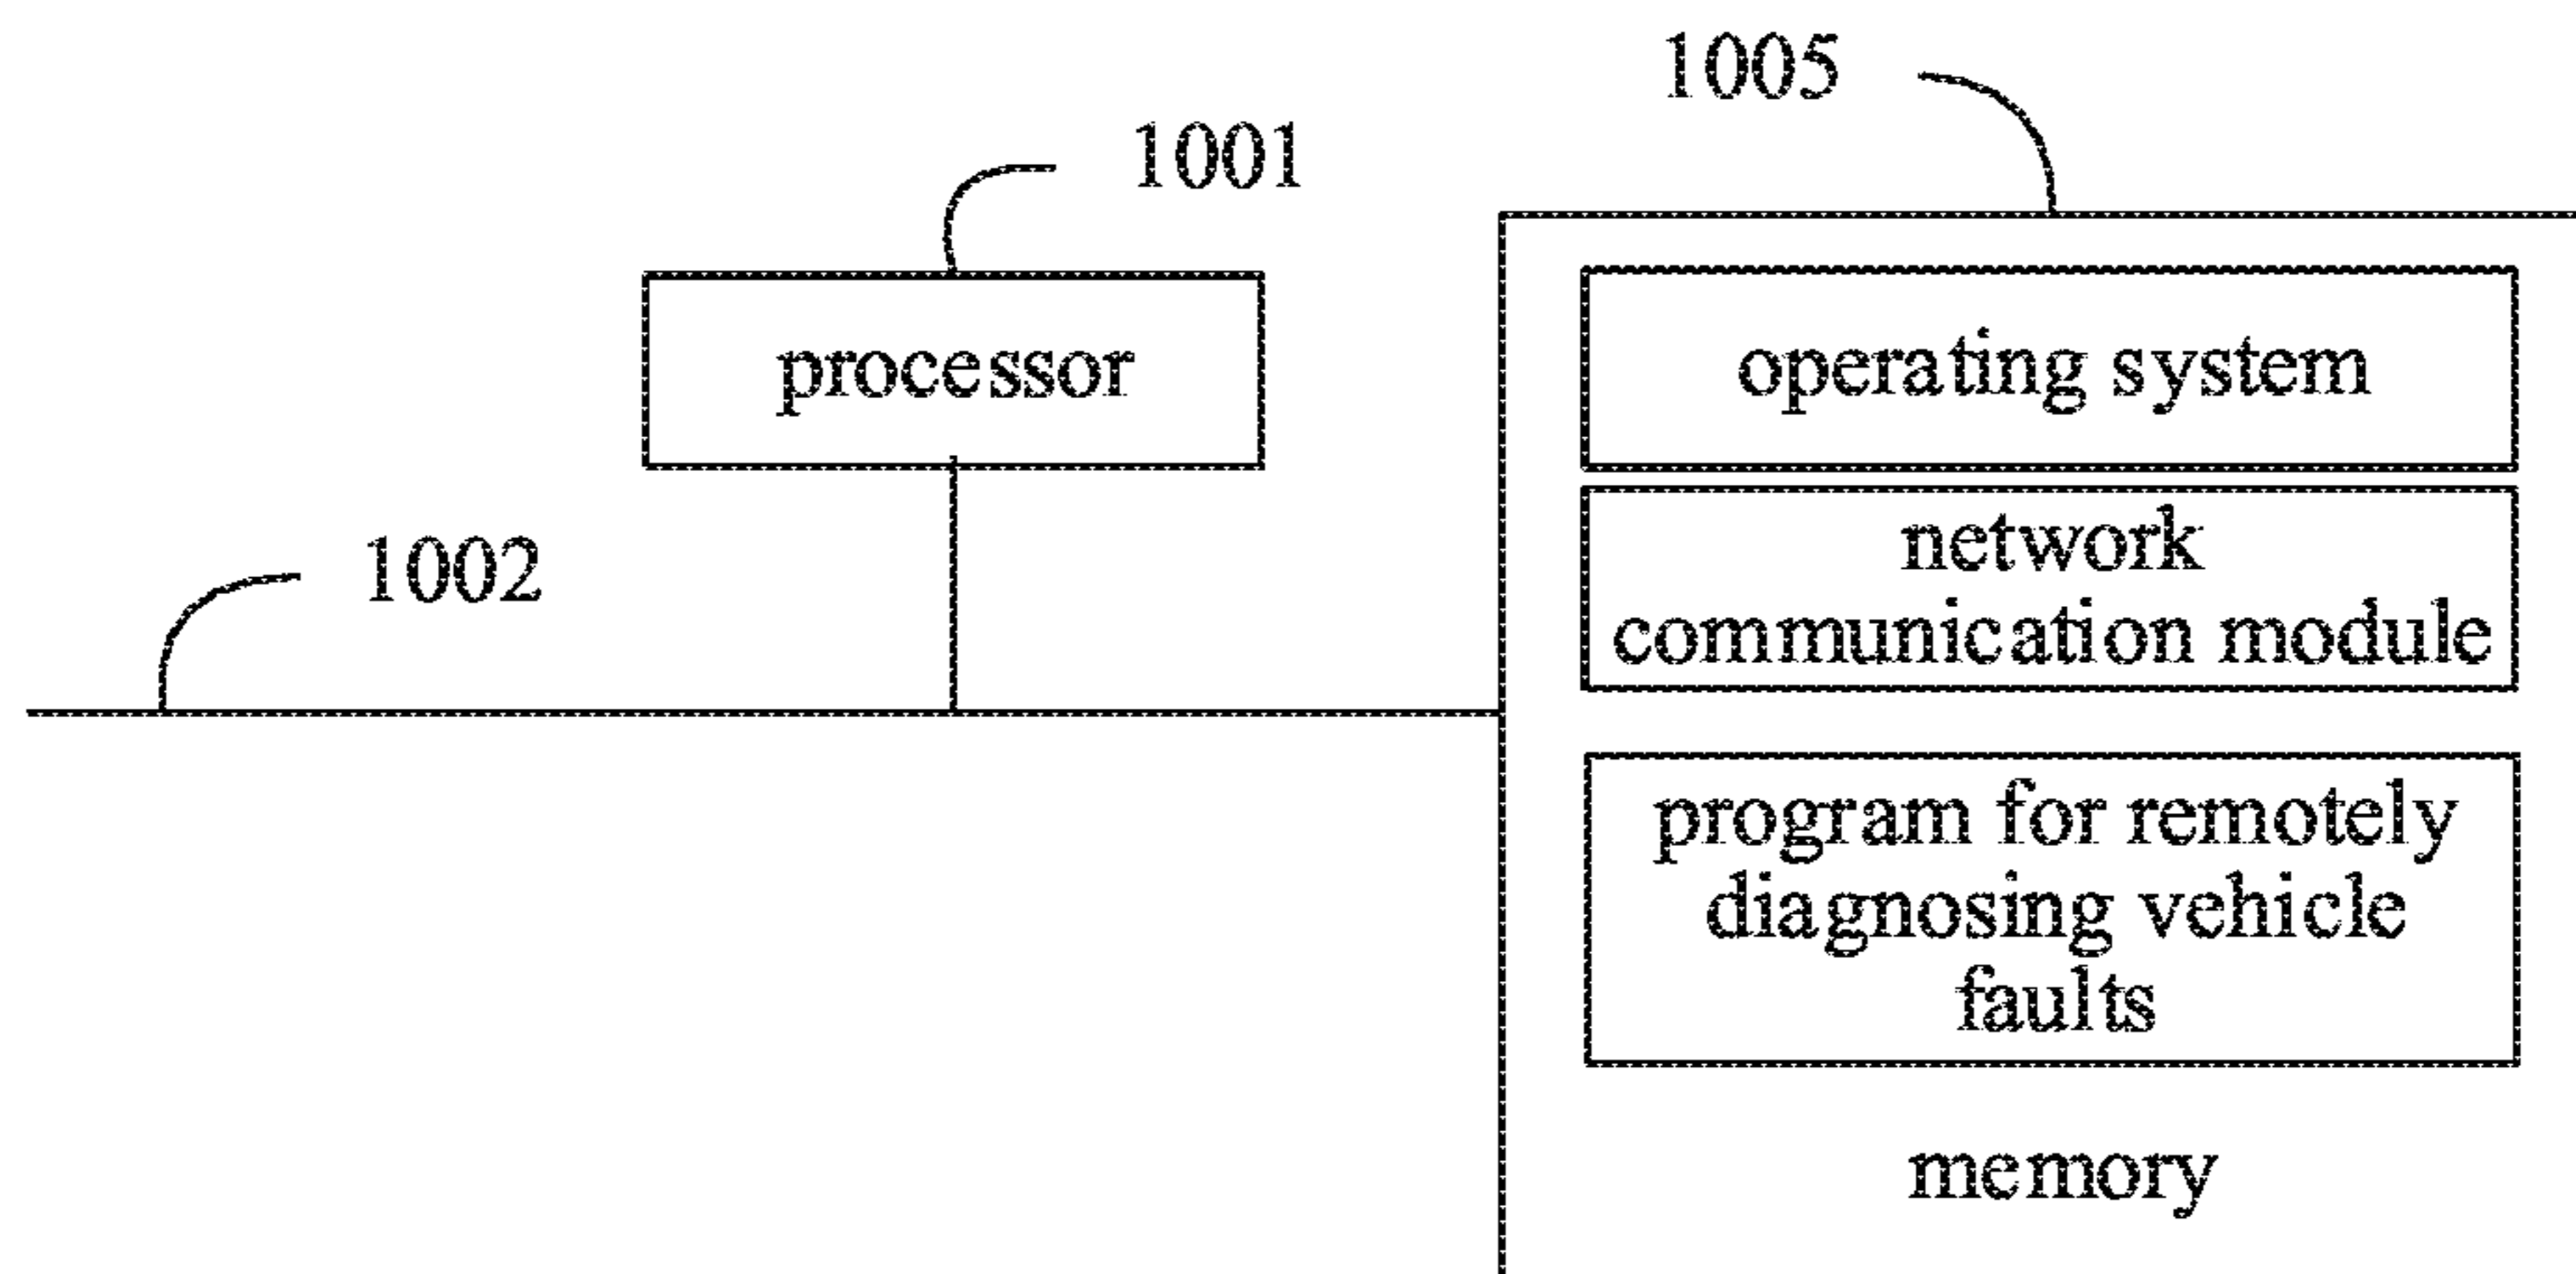 1005
1001
processor
operating system
1002
network
communication module
program for remotely
diagnosing vehicle
faults
memory